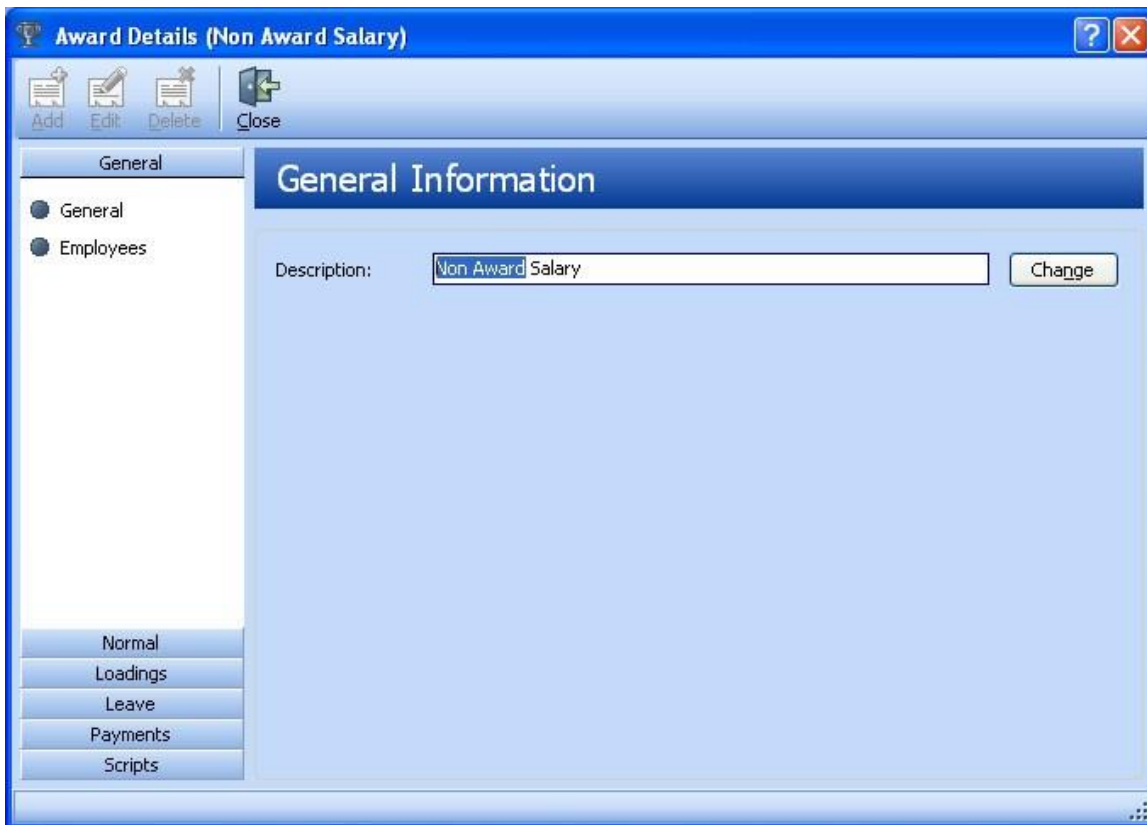 Award Details (Non Award Salary)
Add Edit Delete Close
General
General
Employees
Normal
Loadings
Leave
Payments
Scripts
General Information
Description: Non Award Salary Change